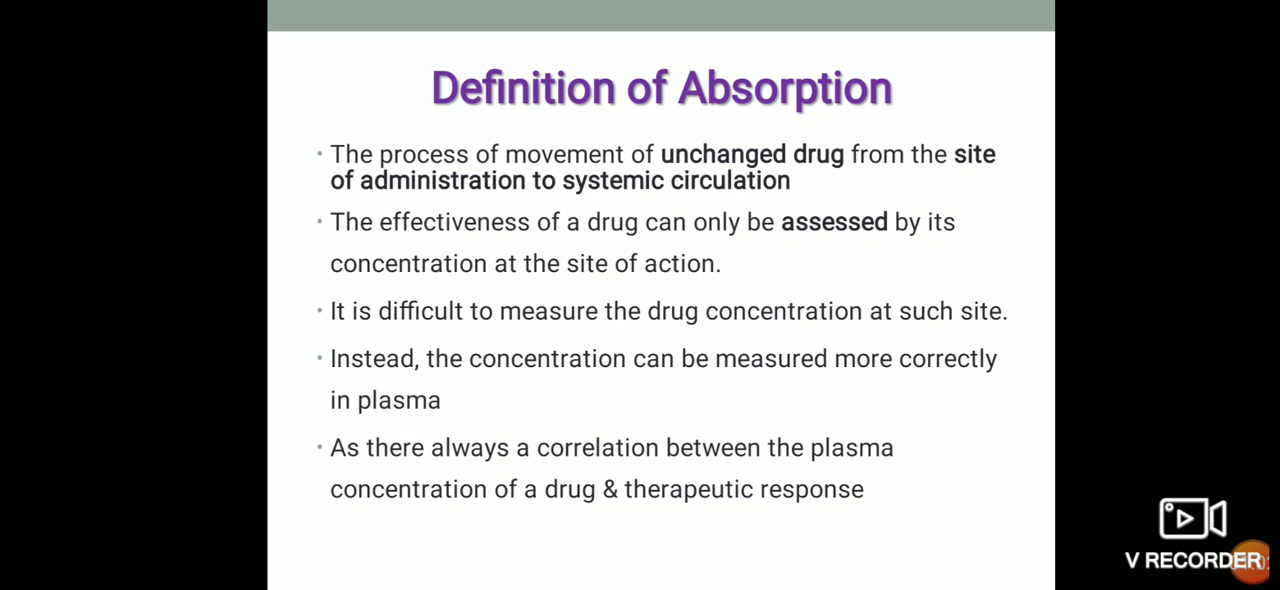 Definition of Absorption
• The process of movement of unchanged drug from the site
of administration to systemic circulation
• The effectiveness of a drug can only be assessed by its
concentration at the site of action.
• It is difficult to measure the drug concentration at such site.
• Instead, the concentration can be measured more correctly
in plasma
• As there always a correlation between the plasma
concentration of a drug & therapeutic response
V RECORDER